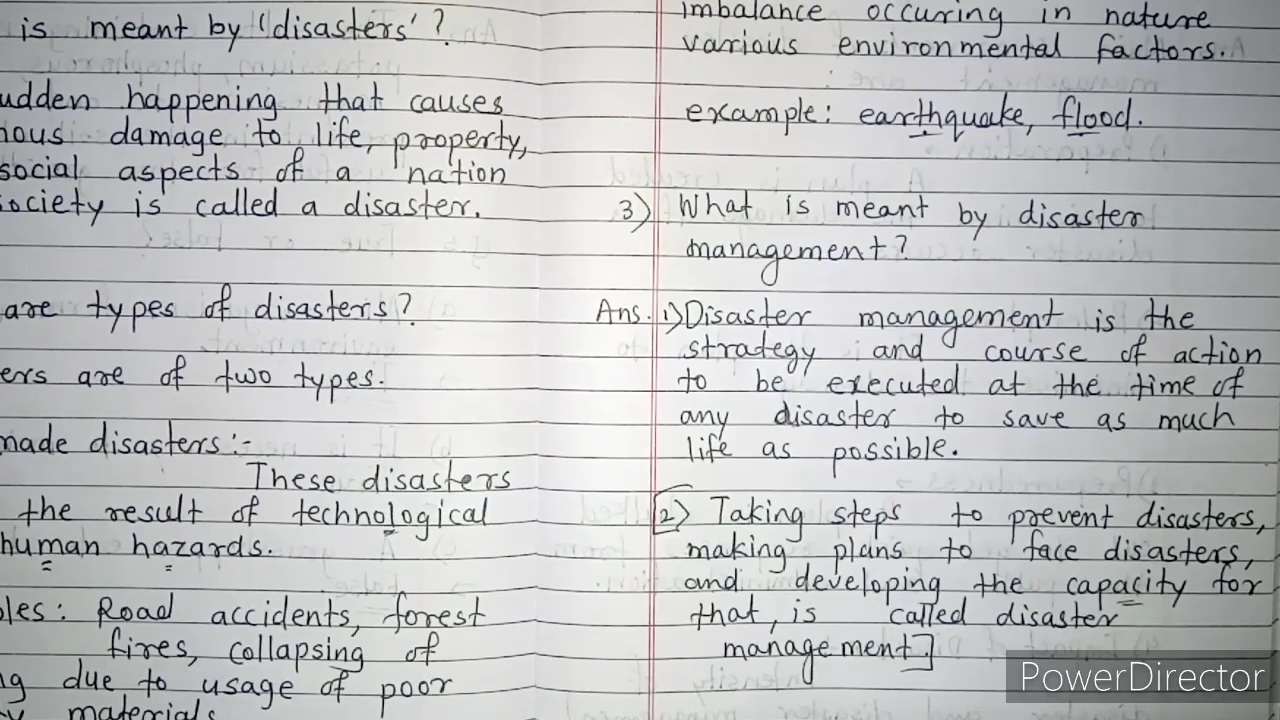 is meant by 'disasters'?
udden happening that causes
ious damage to life, property,
social aspects of a nation
society is called a disaster.
are types of disasters?
ers are of two types.
made disasters:-
These disasters
the result of technological
human hazards.
ples: Road accidents, forest
fires, collapsing of
ng due to usage of poor
materials
imbalance occuring in nature
various environmental factors.
example: earthquake, flood.
3) What is meant by disaster
management?
Ans. 1) Disaster management is the
strategy and course of action
to be executed at the time of
any disaster to save as much
life as possible.
[2) Taking steps to prevent disasters,
making plans to face disasters,
and developing the capacity for
that, is called disaster
management]
PowerDirector